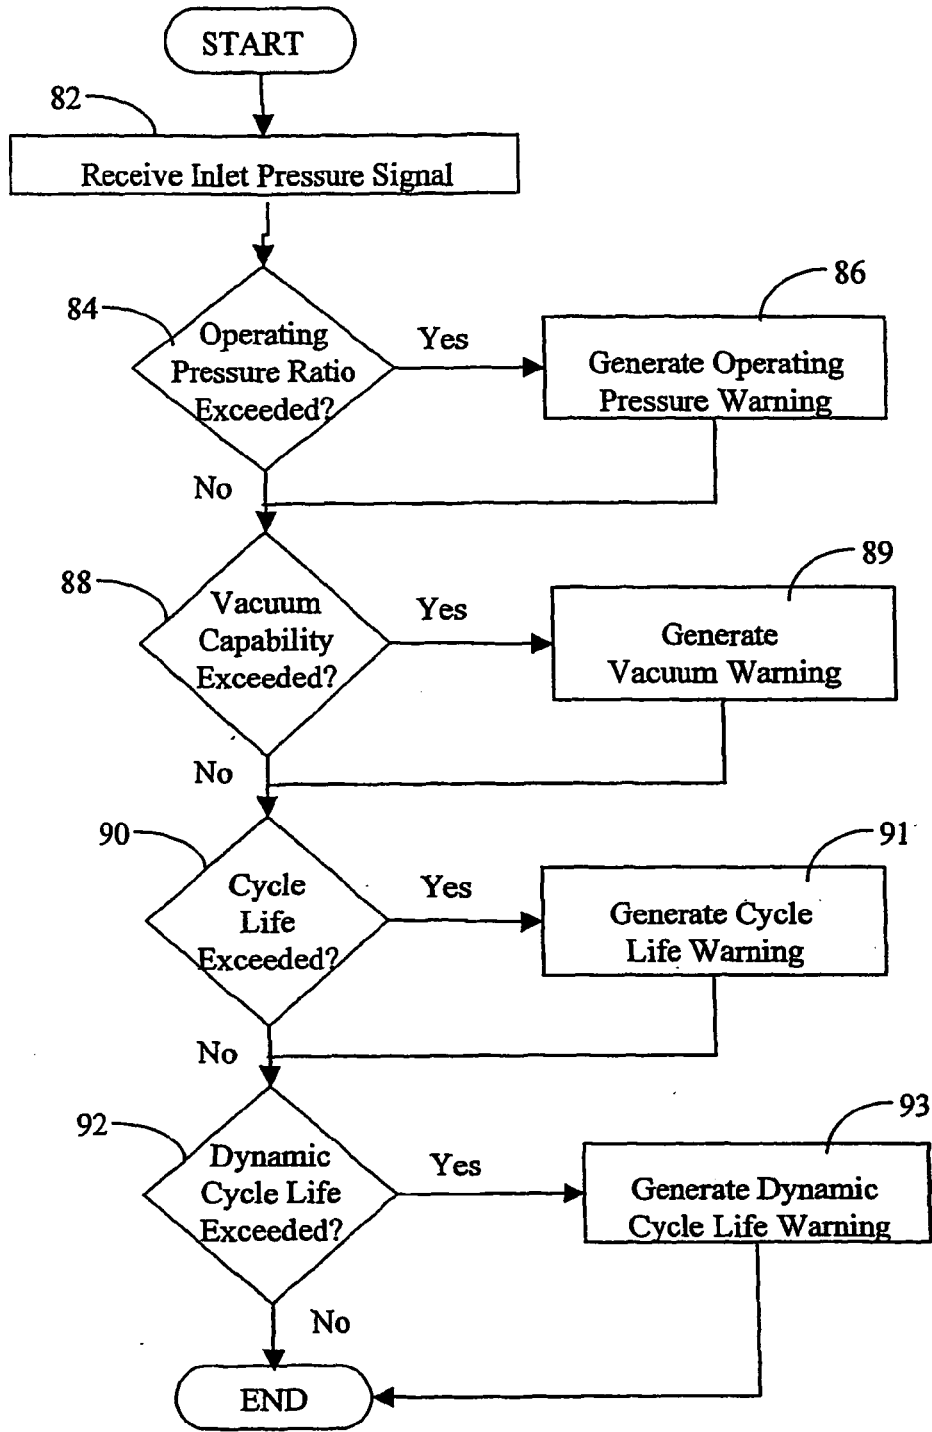 START
82
Receive Inlet Pressure Signal
84
Operating
Pressure Ratio
Exceeded?
Yes
86
Generate Operating
Pressure Warning
No
88
Vacuum
Capability
Exceeded?
Yes
89
Generate
Vacuum Warning
No
90
Cycle
Life
Exceeded?
Yes
91
Generate Cycle
Life Warning
No
92
Dynamic
Cycle Life
Exceeded?
Yes
93
Generate Dynamic
Cycle Life Warning
No
END